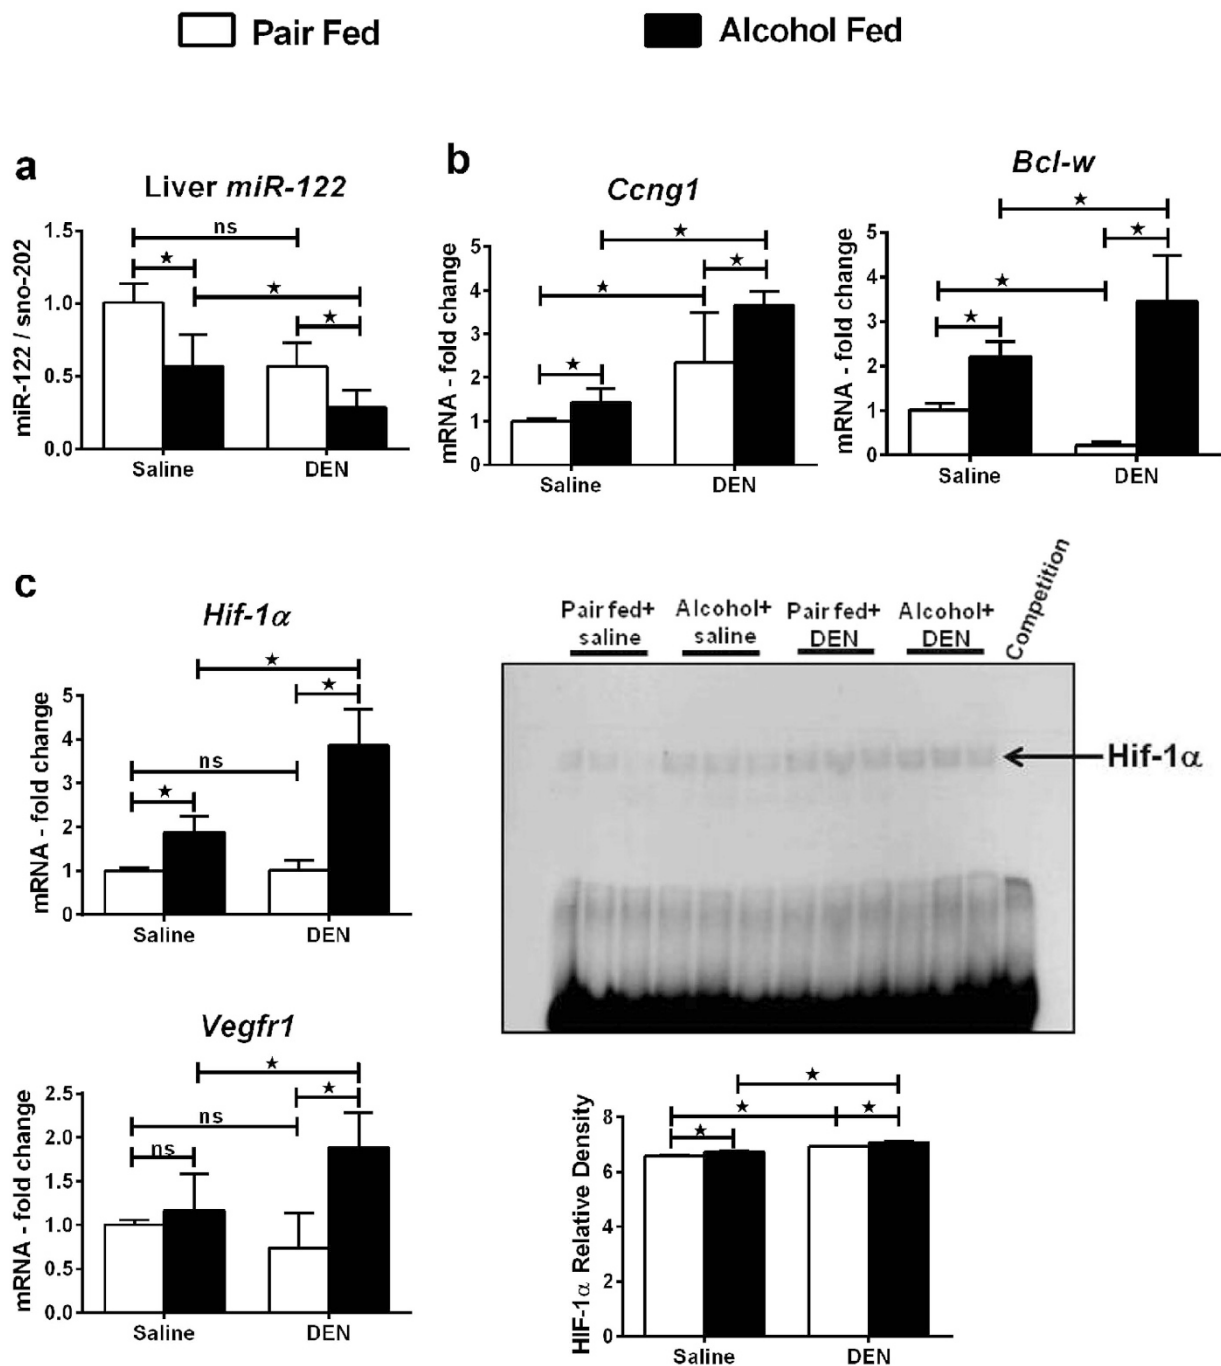 Pair Fed
Alcohol Fed
a
Liver miR-122
miR-122 / sno-202
1.5
1.0
0.5
0.0
ns
★
★
★
Saline
DEN
b
Ccng1
mRNA - fold change
5
4
3
2
1
0
★
★
★
★
Saline
DEN
Bcl-w
mRNA - fold change
5
4
3
2
1
0
★
★
★
★
Saline
DEN
c
Hif-1α
mRNA - fold change
5
4
3
2
1
0
★
★
ns
★
Saline
DEN
Pair fed+
saline
Alcohol+
saline
Pair fed+
DEN
Alcohol+
DEN
Competition
Hif-1α
Vegfr1
mRNA - fold change
2.5
2.0
1.5
1.0
0.5
0.0
★
★
ns
ns
Saline
DEN
HIF-1α Relative Density
8
6
4
2
0
★
★
★
★
Saline
DEN